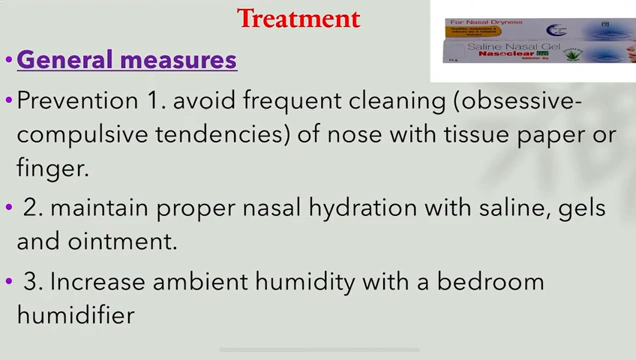 Treatment
For Nasal Dryness
Saline Nasal Gel
Nasoclear
•General measures
•Prevention 1. avoid frequent cleaning (obsessive-
compulsive tendencies) of nose with tissue paper or
finger.
• 2. maintain proper nasal hydration with saline, gels
and ointment.
• 3. Increase ambient humidity with a bedroom
humidifier